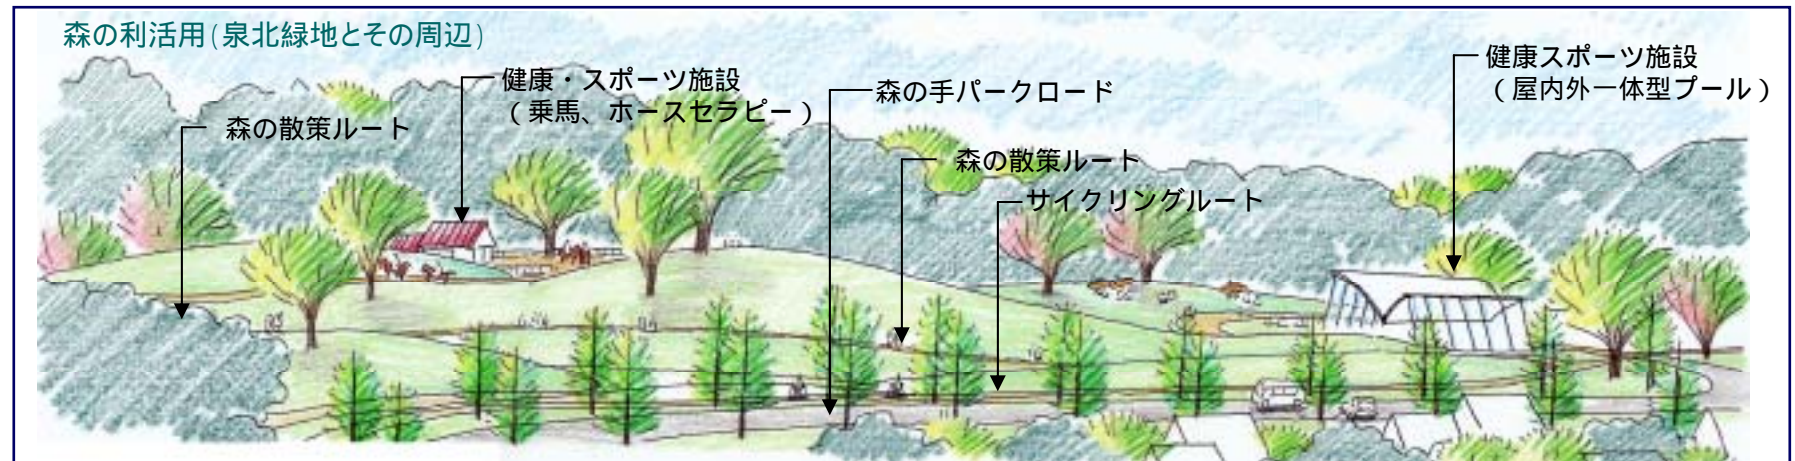 森の利活用(泉北緑地とその周辺)
健康・スポーツ施設
(乗馬、ホースセラピー)
森の手パークロード
健康スポーツ施設
(屋内外一体型プール)
森の散策ルート
森の散策ルート
サイクリングルート